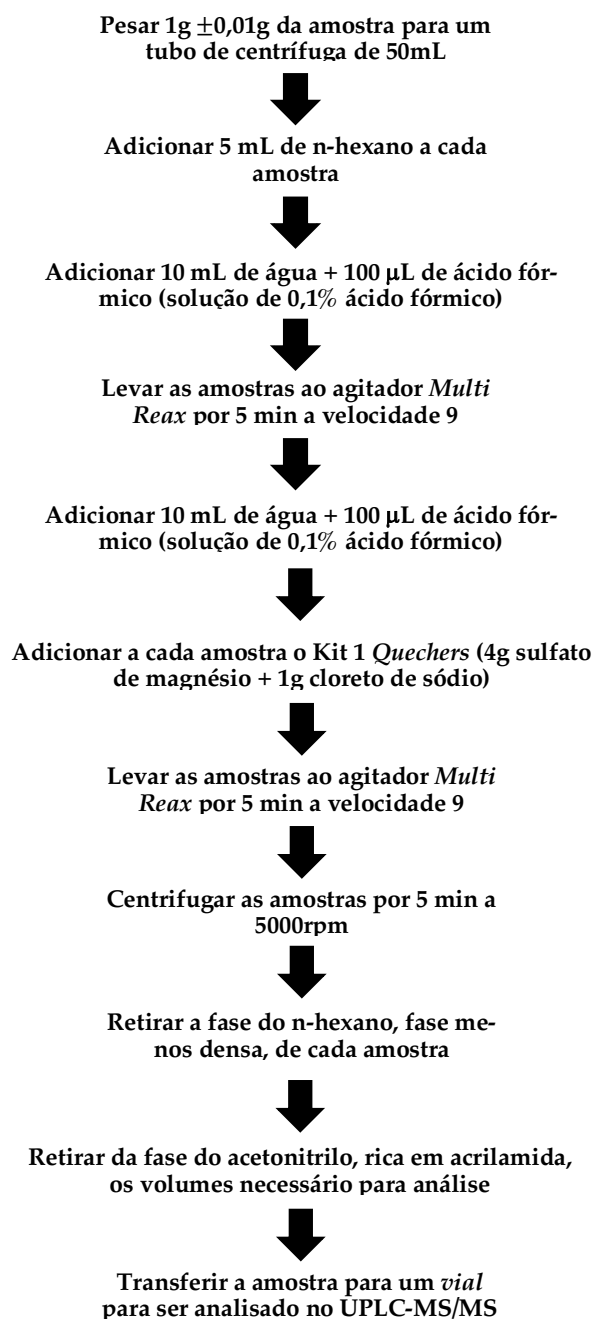 Pesar 1g ±0,01g da amostra para um
tubo de centrífuga de 50mL
Adicionar 5 mL de n-hexano a cada
amostra
Adicionar 10 mL de água + 100 µL de ácido fór-
mico (solução de 0,1% ácido fórmico)
Levar as amostras ao agitador Multi
Reax por 5 min a velocidade 9
Adicionar 10 mL de água + 100 µL de ácido fór-
mico (solução de 0,1% ácido fórmico)
Adicionar a cada amostra o Kit 1 Quechers (4g sulfato
de magnésio + 1g cloreto de sódio)
Levar as amostras ao agitador Multi
Reax por 5 min a velocidade 9
Centrifugar as amostras por 5 min a
5000rpm
Retirar a fase do n-hexano, fase me-
nos densa, de cada amostra
Retirar da fase do acetonitrilo, rica em acrilamida,
os volumes necessário para análise
Transferir a amostra para um vial
para ser analisado no UPLC-MS/MS